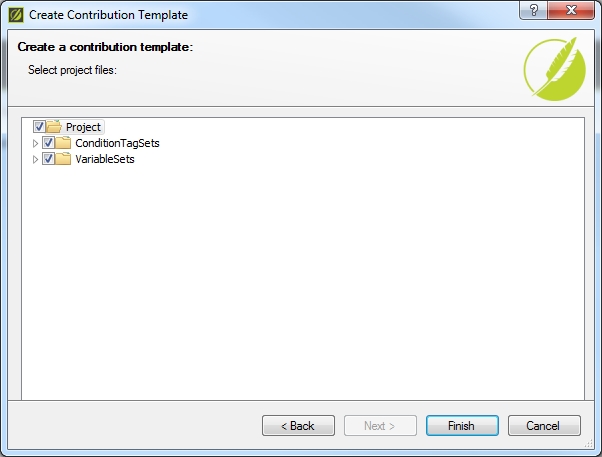 Create Contribution Template
?
Create a contribution template:
Select project files:
Project
ConditionTagSets
VariableSets
< Back Next > Finish Cancel